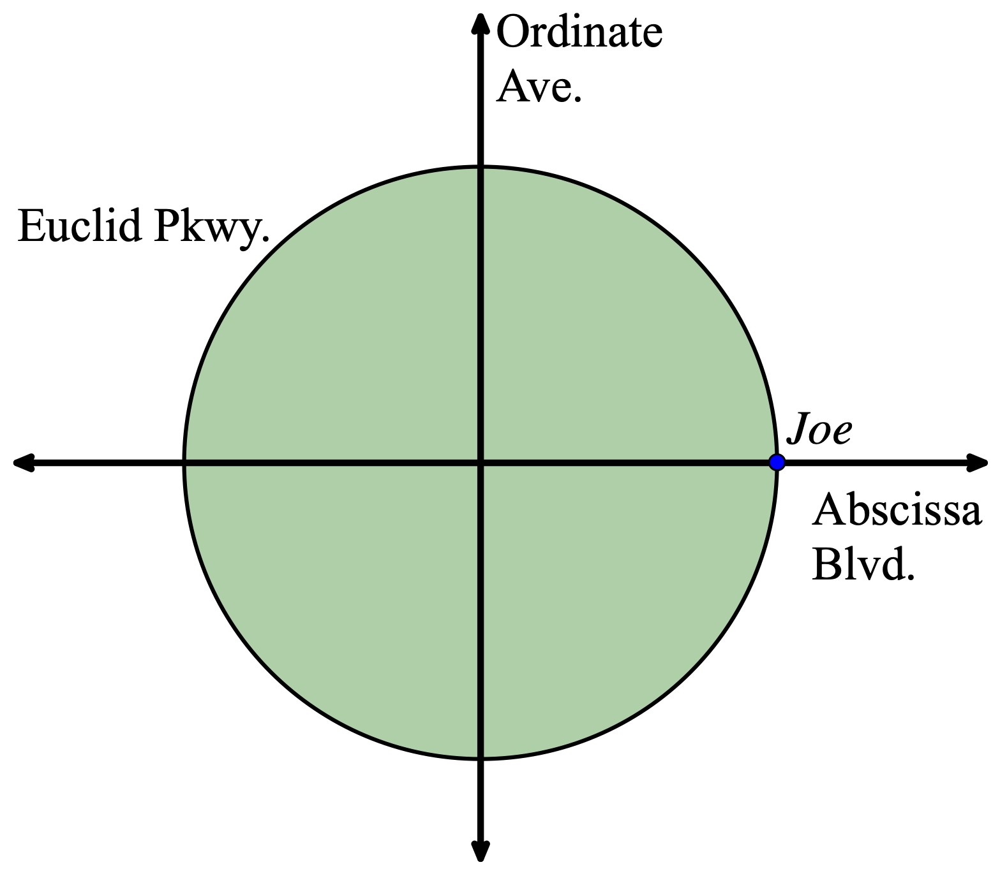 Ordinate
Ave.
Euclid Pkwy.
Joe
Abscissa
Blvd.